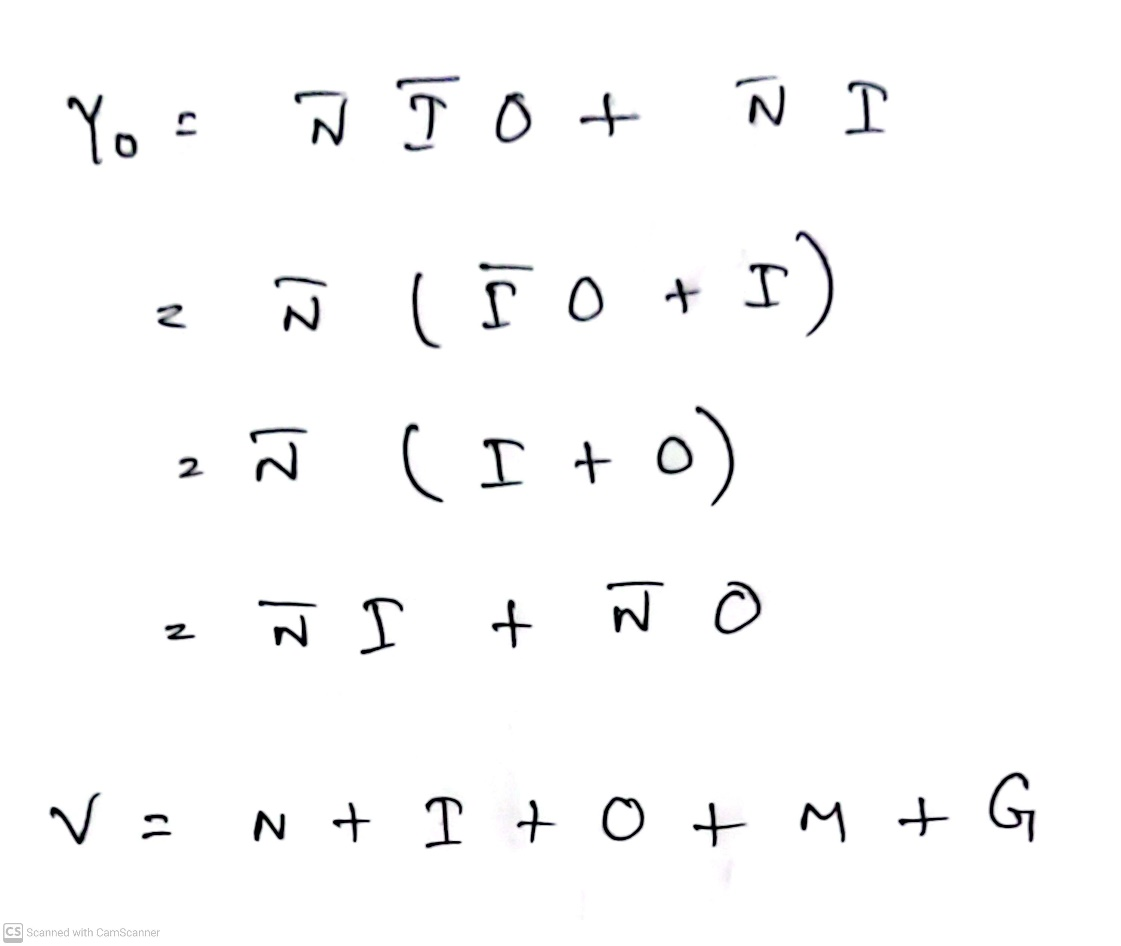 Y₀ = N̅ I̅ O + N̅ I
= N̅ ( I̅ O + I )
= N̅ ( I + O )
= N̅ I + N̅ O
V = N + I + O + M + G
CS Scanned with CamScanner